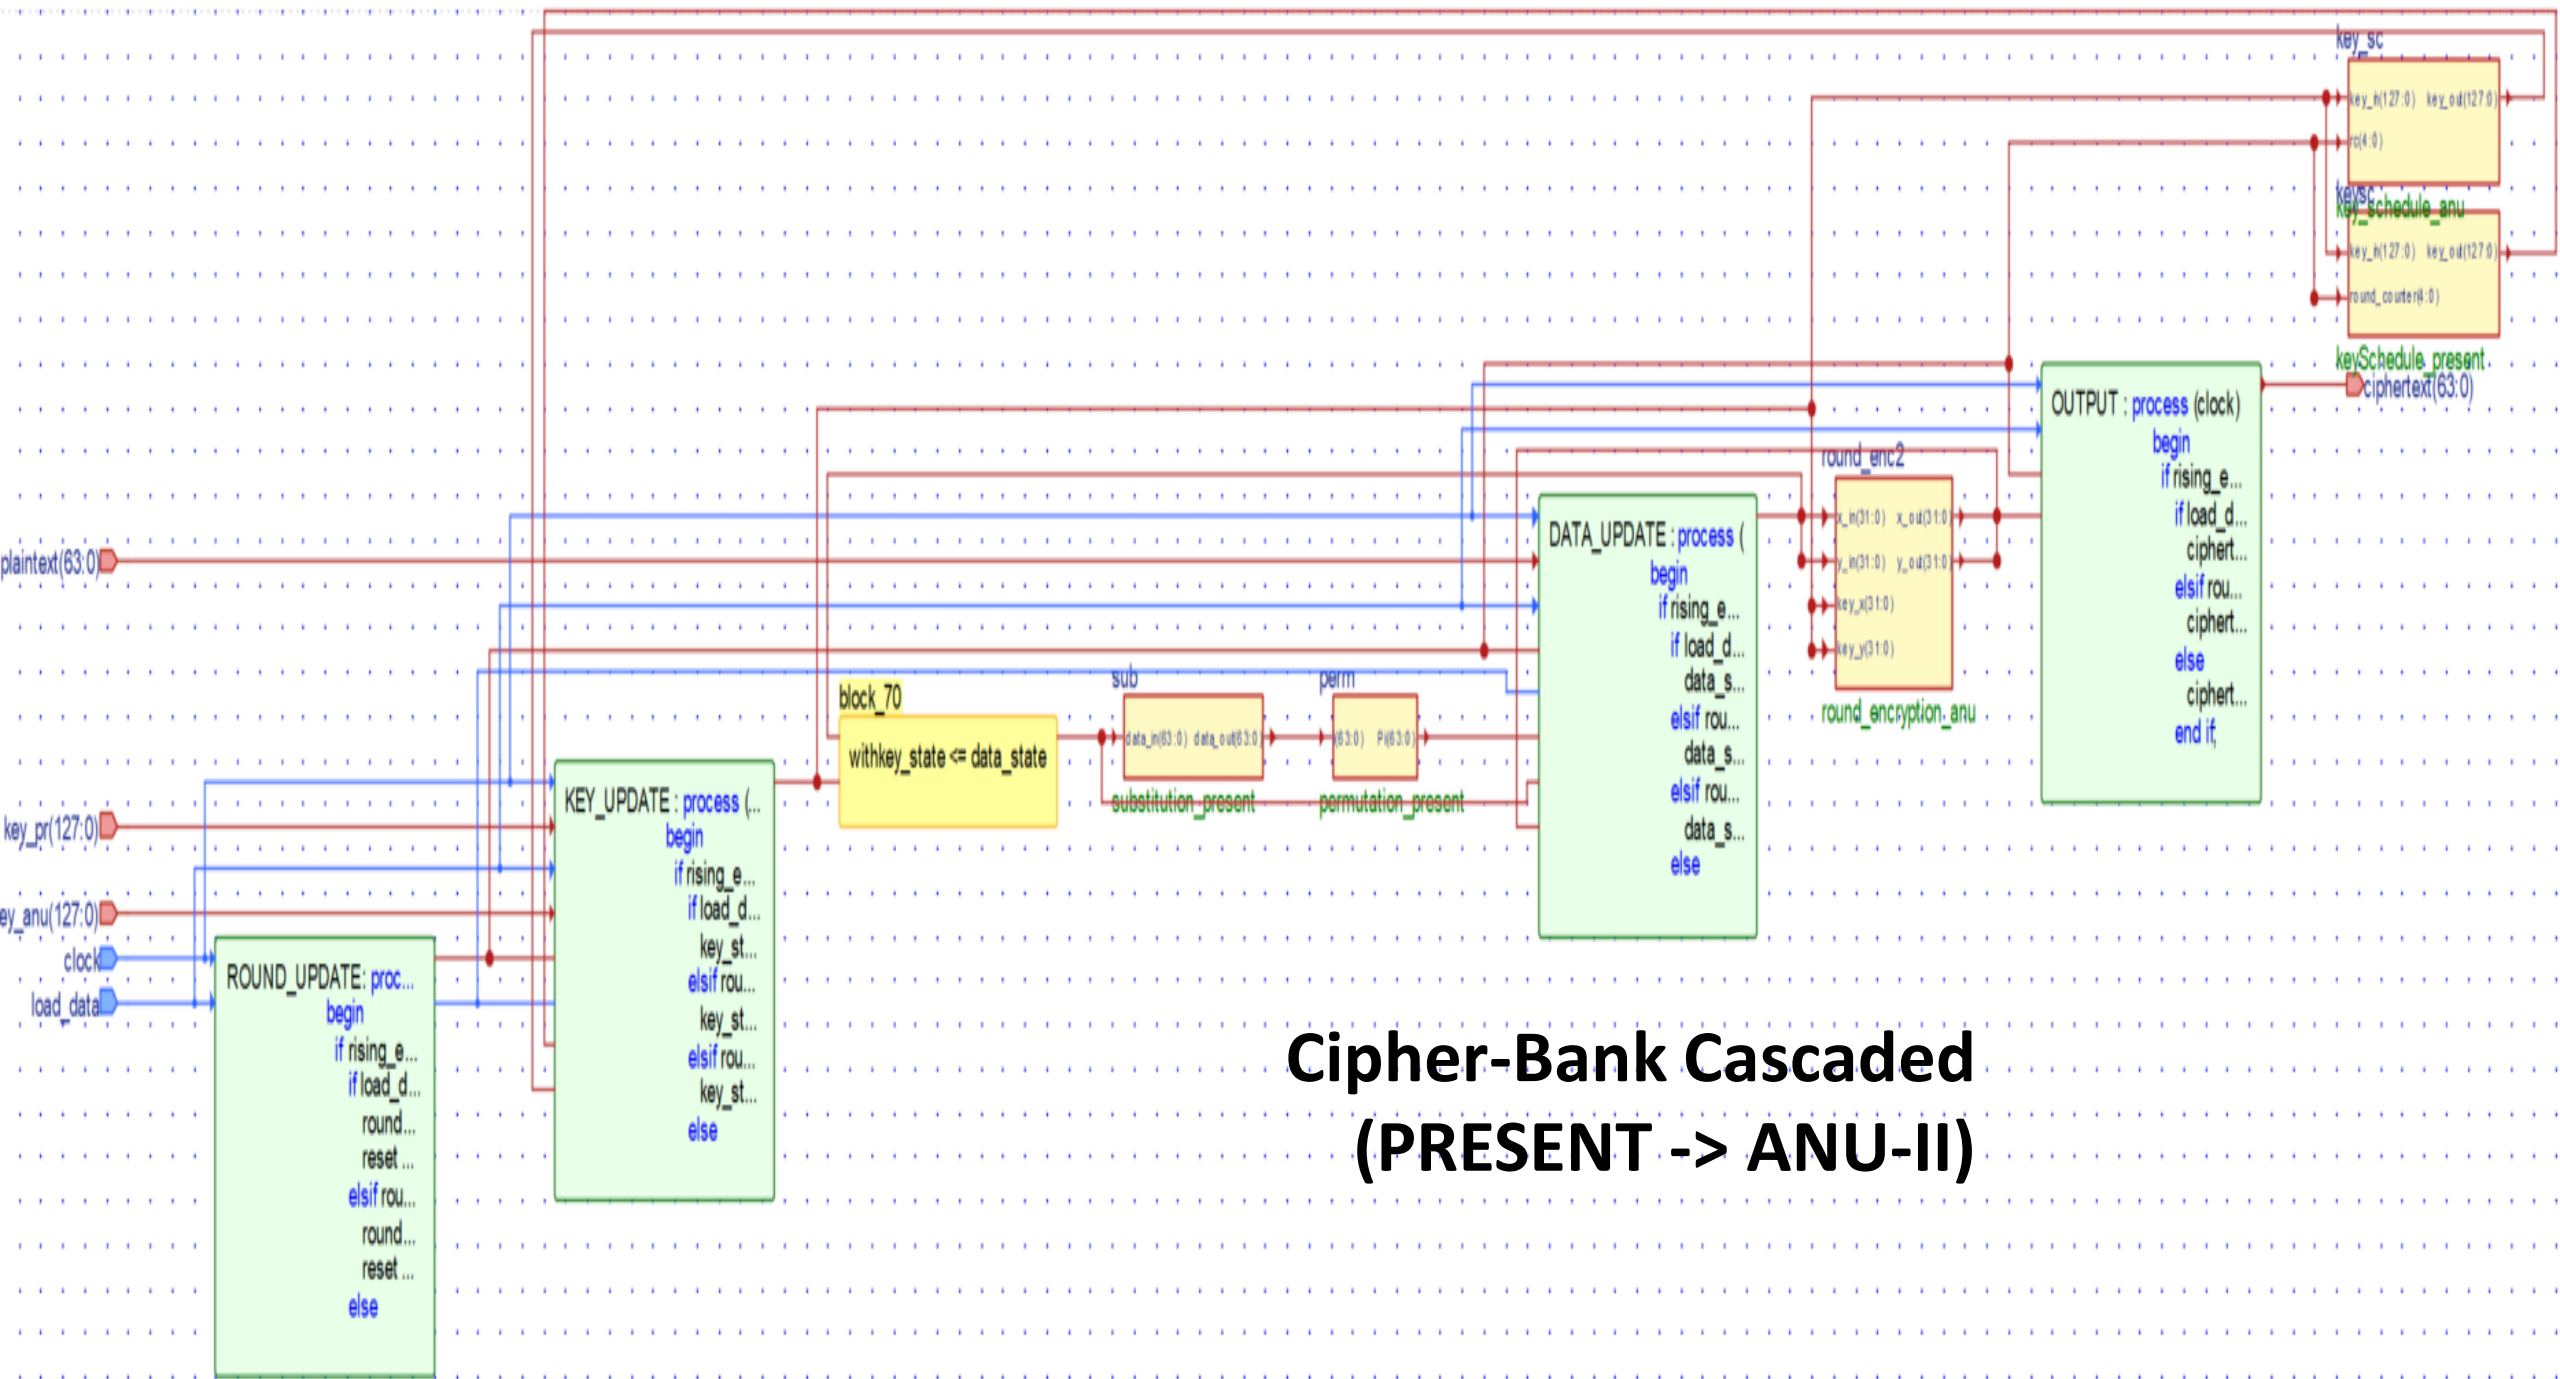 key_sc
key_in(127:0) key_out(127:0)
rc(4:0)
keysc
key_schedule_anu
key_in(127:0) key_out(127:0)
round_counter(4:0)
keySchedule_present
ciphertext(63:0)
OUTPUT : process (clock)
begin
if rising_e...
if load_d...
ciphert...
elsif rou...
ciphert...
else
ciphert...
end if;
round_enc2
x_in(31:0) x_out(31:0)
y_in(31:0) y_out(31:0)
key_x(31:0)
key_y(31:0)
round_encryption_anu
DATA_UPDATE : process (
begin
if rising_e...
if load_d...
data_s...
elsif rou...
data_s...
elsif rou...
data_s...
else
plaintext(63:0)
block_70
withkey_state <= data_state
sub
data_in(63:0) data_out(63:0)
substitution_present
perm
(63:0) Pi(63:0)
permutation_present
KEY_UPDATE : process (...
begin
if rising_e...
if load_d...
key_st...
elsif rou...
key_st...
elsif rou...
key_st...
else
key_pr(127:0)
ey_anu(127:0)
clock
load_data
ROUND_UPDATE: proc...
begin
if rising_e...
if load_d...
round...
reset ...
elsif rou...
round...
reset ...
else
Cipher-Bank Cascaded
(PRESENT -> ANU-II)